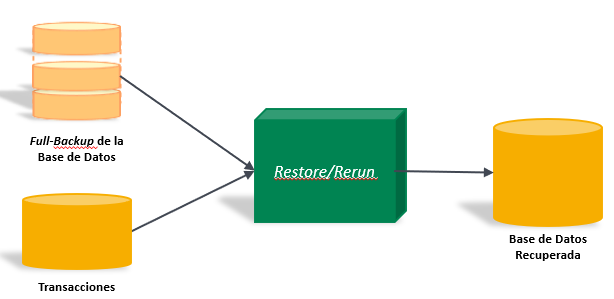 Full-Backup de la
Base de Datos
Restore/Rerun
Base de Datos
Recuperada
Transacciones